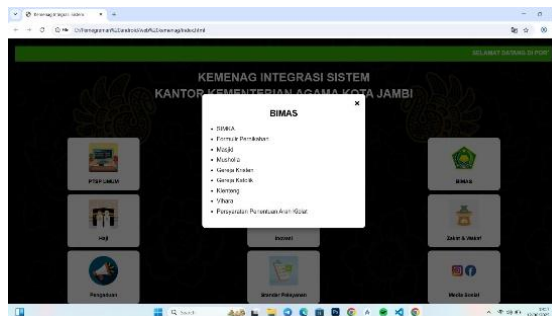 SELAMAT DATANG DI PORT
KEMENAG INTEGRASI SISTEM
KANTOR KEMENTERIAN AGAMA KOTA JAMBI
BIMAS
SIMKA
Formulir Pernikahan
Masjid
Musholla
Gereja Kristen
Gereja Katolik
Klenteng
Vihara
Persyaratan Penentuan Arah Kiblat
PTSP UMUM
BIMAS
Haji
Zakat & Wakaf
Pengaduan
Standar Pelayanan
Media Sosial
Search